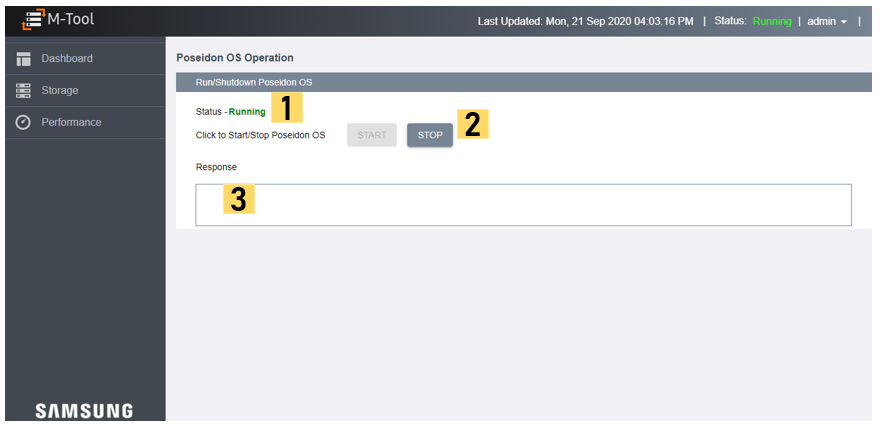 M-Tool
Last Updated: Mon, 21 Sep 2020 04:03:16 PM | Status: Running | admin |
Dashboard
Storage
Performance
SAMSUNG
Poseidon OS Operation
Run/Shutdown Poseidon OS
Status - Running 1
Click to Start/Stop Poseidon OS START STOP 2
Response
3